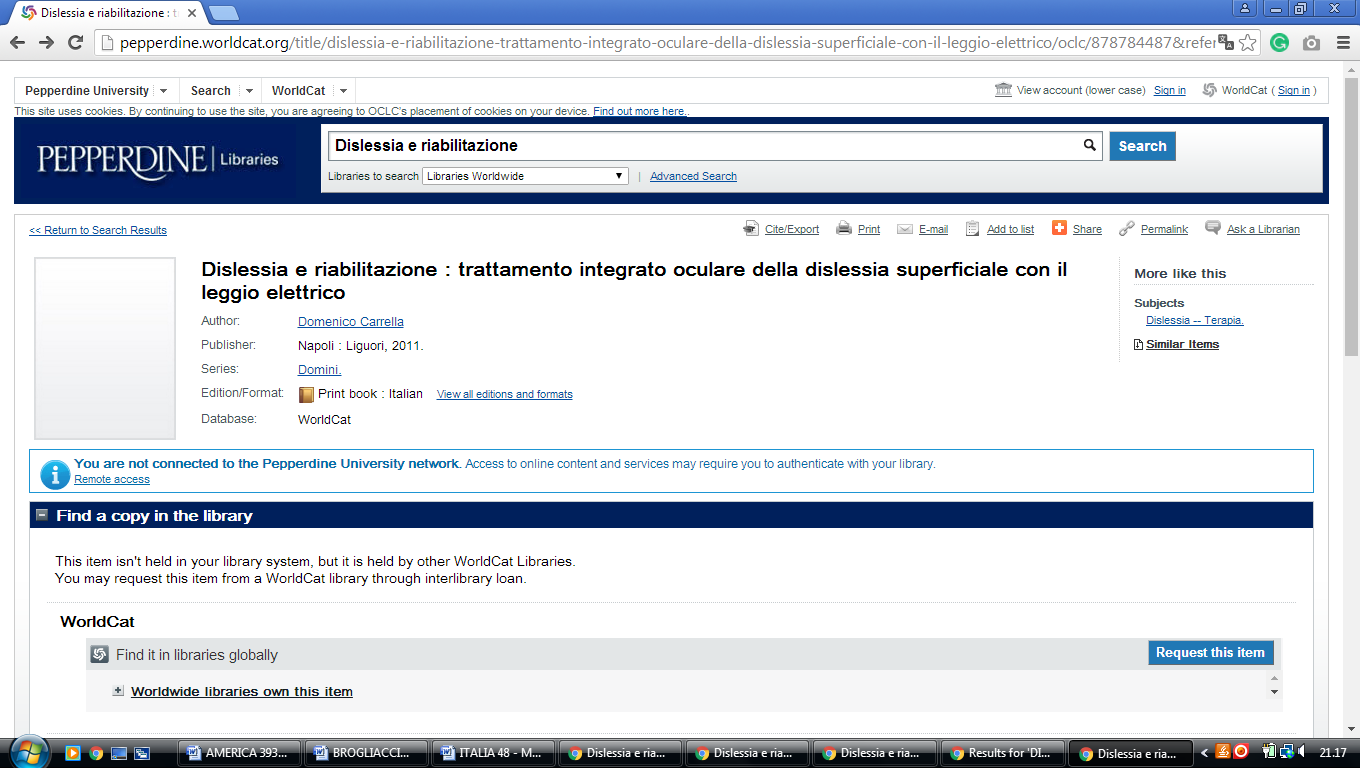 Dislessia e riabilitazione : t
pepperdine.worldcat.org/title/dislessia-e-riabilitazione-trattamento-integrato-oculare-della-dislessia-superficiale-con-il-leggio-elettrico/oclc/878784487&refer
Pepperdine University Search WorldCat View account (lower case) Sign in WorldCat ( Sign in )
This site uses cookies. By continuing to use the site, you are agreeing to OCLC's placement of cookies on your device. Find out more here..
PEPPERDINE | Libraries
Dislessia e riabilitazione Search
Libraries to search Libraries Worldwide | Advanced Search
<< Return to Search Results Cite/Export Print E-mail Add to list Share Permalink Ask a Librarian
Dislessia e riabilitazione : trattamento integrato oculare della dislessia superficiale con il
leggio elettrico
Author: Domenico Carrella
Publisher: Napoli : Liguori, 2011.
Series: Domini.
Edition/Format: Print book : Italian View all editions and formats
Database: WorldCat
More like this
Subjects
Dislessia -- Terapia.
Similar Items
You are not connected to the Pepperdine University network. Access to online content and services may require you to authenticate with your library.
Remote access
Find a copy in the library
This item isn't held in your library system, but it is held by other WorldCat Libraries.
You may request this item from a WorldCat library through interlibrary loan.
WorldCat
Find it in libraries globally Request this item
Worldwide libraries own this item
AMERICA 393... BROGLIACCI... ITALIA 48 - M... Dislessia e ria... Dislessia e ria... Dislessia e ria... Results for 'DI... Dislessia e ria... 21.17